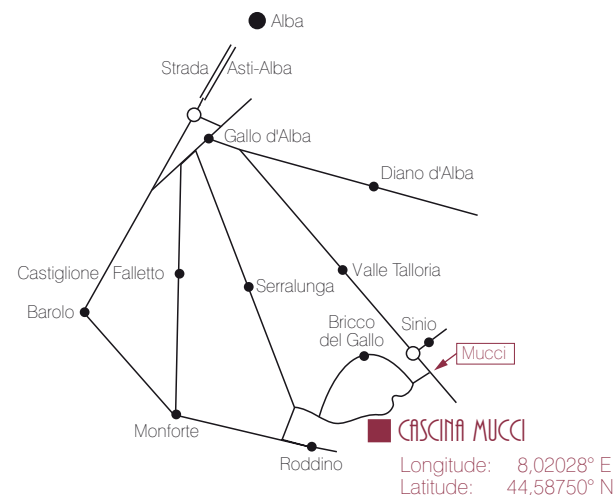 Alba
Strada Asti-Alba
Gallo d'Alba
Diano d'Alba
Castiglione Falletto
Valle Talloria
Serralunga
Barolo
Bricco
del Gallo
Sinio
Mucci
Monforte
Roddino
CASCINA MUCCI
Longitude: 8,02028° E
Latitude: 44,58750° N